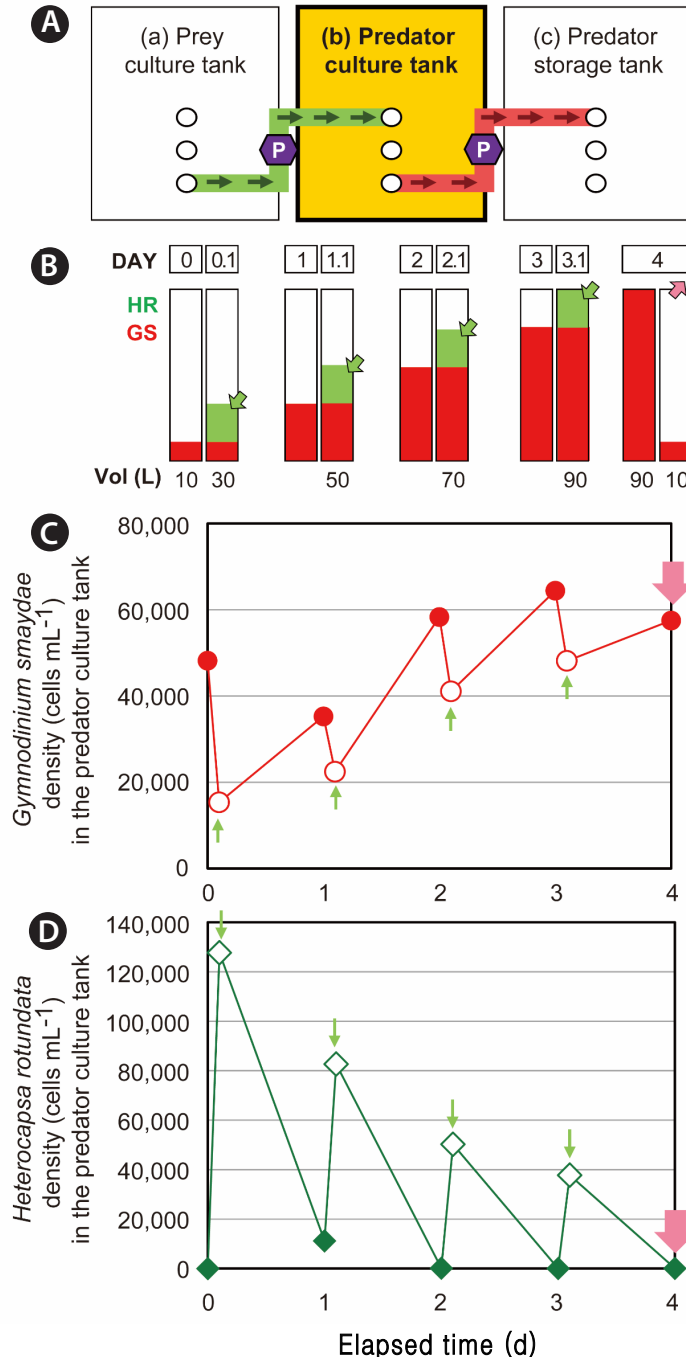 A
(a) Prey
culture tank
(b) Predator
culture tank
(c) Predator
storage tank
P
P
B
DAY 0 0.1 1 1.1 2 2.1 3 3.1 4
HR
GS
Vol (L) 10 30 50 70 90 90 10
C
Gymnodinium smaydae
density (cells mL⁻¹)
in the predator culture tank
80,000
60,000
40,000
20,000
0
0 1 2 3 4
D
Heterocapsa rotundata
density (cells mL⁻¹)
in the predator culture tank
140,000
120,000
100,000
80,000
60,000
40,000
20,000
0
0 1 2 3 4
Elapsed time (d)